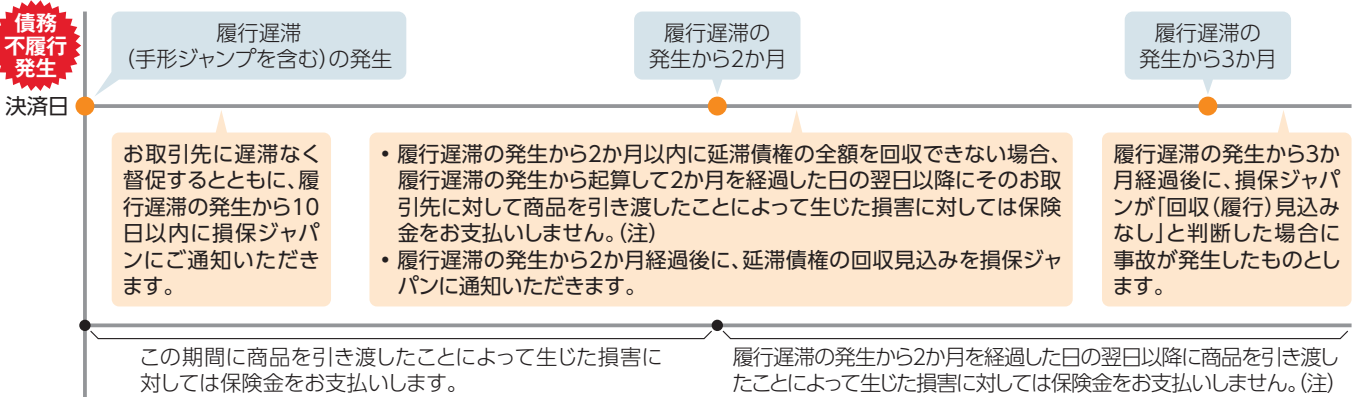 債務
不履行
発生
履行遅滞
(手形ジャンプを含む)の発生
履行遅滞の
発生から2か月
履行遅滞の
発生から3か月
決済日
お取引先に遅滞なく
督促するとともに、履
行遅滞の発生から10
日以内に損保ジャパ
ンにご通知いただき
ます。
• 履行遅滞の発生から2か月以内に延滞債権の全額を回収できない場合、
履行遅滞の発生から起算して2か月を経過した日の翌日以降にそのお取
引先に対して商品を引き渡したことによって生じた損害に対しては保険
金をお支払いしません。(注)
• 履行遅滞の発生から2か月経過後に、延滞債権の回収見込みを損保ジャ
パンに通知いただきます。
履行遅滞の発生から3か
月経過後に、損保ジャパ
ンが「回収(履行)見込み
なし」と判断した場合に
事故が発生したものとし
ます。
この期間に商品を引き渡したことによって生じた損害に
対しては保険金をお支払いします。
履行遅滞の発生から2か月を経過した日の翌日以降に商品を引き渡し
たことによって生じた損害に対しては保険金をお支払いしません。(注)